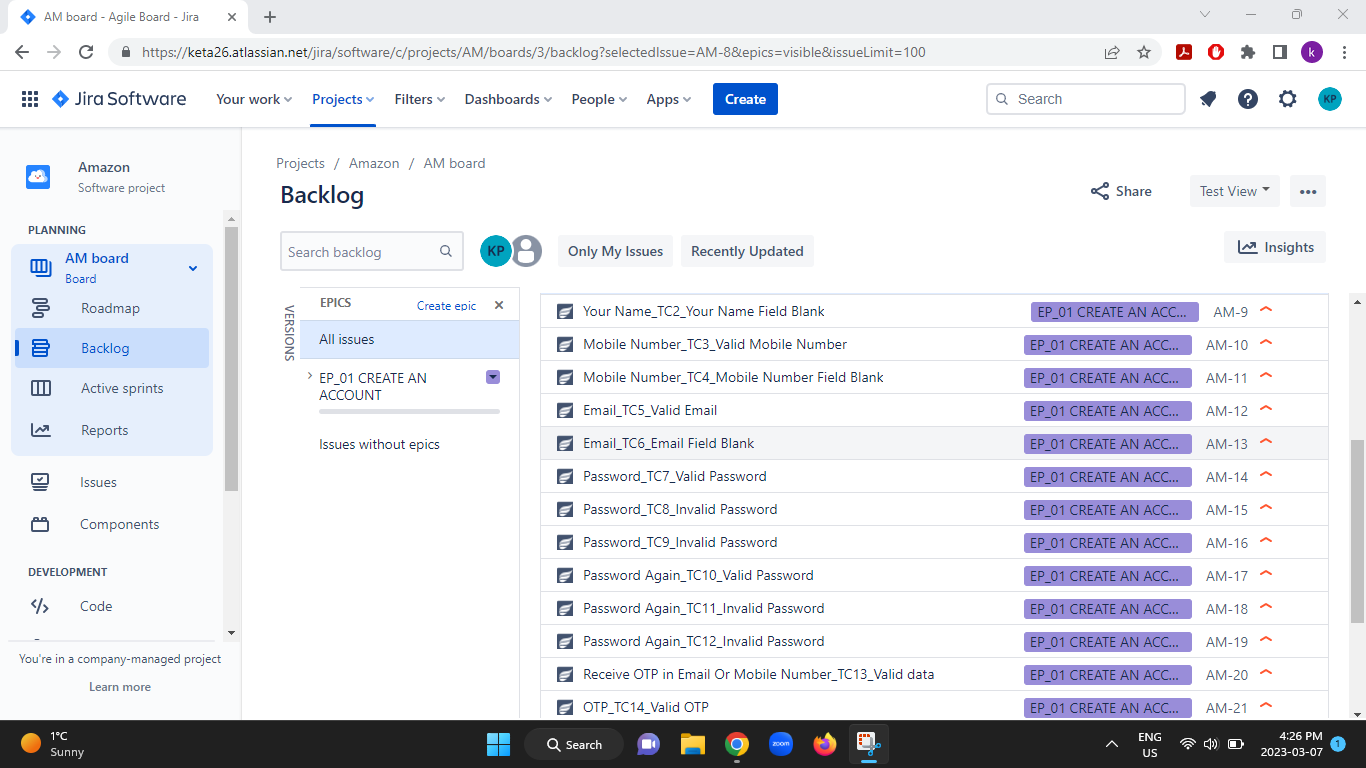 AM board - Agile Board - Jira
https://keta26.atlassian.net/jira/software/c/projects/AM/boards/3/backlog?selectedIssue=AM-8&epics=visible&issueLimit=100
k
Jira Software
Your work
Projects
Filters
Dashboards
People
Apps
Create
Search
KP
Amazon
Software project
PLANNING
AM board
Board
Roadmap
Backlog
Active sprints
Reports
Issues
Components
DEVELOPMENT
Code
You're in a company-managed project
Learn more
Projects / Amazon / AM board
Backlog
Share
Test View
Search backlog
KP
Only My Issues
Recently Updated
Insights
VERSIONS
EPICS
Create epic
All issues
EP_01 CREATE AN
ACCOUNT
Issues without epics
Your Name_TC2_Your Name Field Blank EP_01 CREATE AN ACC... AM-9
Mobile Number_TC3_Valid Mobile Number EP_01 CREATE AN ACC... AM-10
Mobile Number_TC4_Mobile Number Field Blank EP_01 CREATE AN ACC... AM-11
Email_TC5_Valid Email EP_01 CREATE AN ACC... AM-12
Email_TC6_Email Field Blank EP_01 CREATE AN ACC... AM-13
Password_TC7_Valid Password EP_01 CREATE AN ACC... AM-14
Password_TC8_Invalid Password EP_01 CREATE AN ACC... AM-15
Password_TC9_Invalid Password EP_01 CREATE AN ACC... AM-16
Password Again_TC10_Valid Password EP_01 CREATE AN ACC... AM-17
Password Again_TC11_Invalid Password EP_01 CREATE AN ACC... AM-18
Password Again_TC12_Invalid Password EP_01 CREATE AN ACC... AM-19
Receive OTP in Email Or Mobile Number_TC13_Valid data EP_01 CREATE AN ACC... AM-20
OTP_TC14_Valid OTP EP_01 CREATE AN ACC... AM-21
1°C
Sunny
Search
zoom
ENG
US
4:26 PM
2023-03-07
1